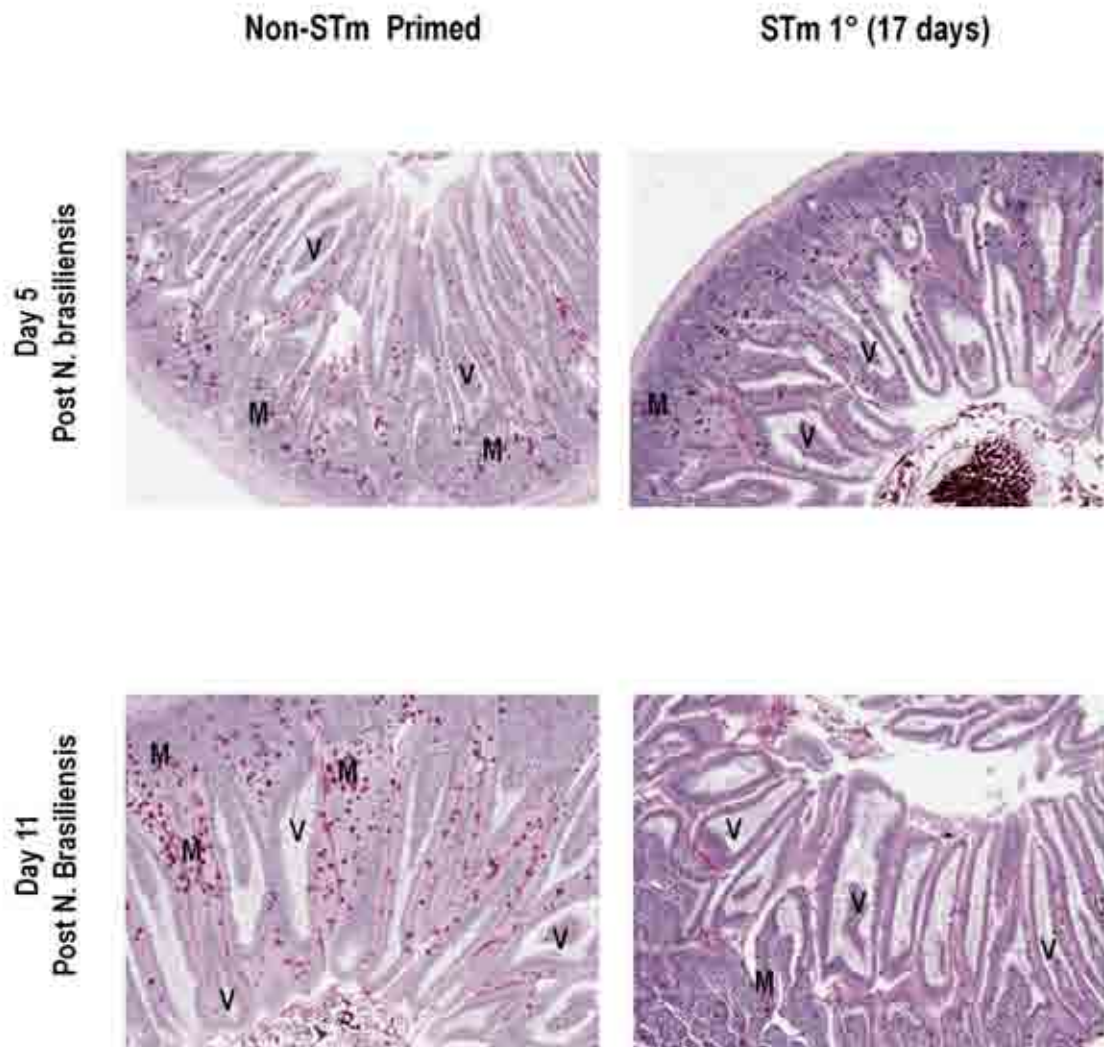 Non-STm Primed
STm 1° (17 days)
Day 5
Post N. brasiliensis
V
V
M
M
V
M
V
Day 11
Post N. Brasiliensis
M
M
M
V
V
V
V
V
V
M